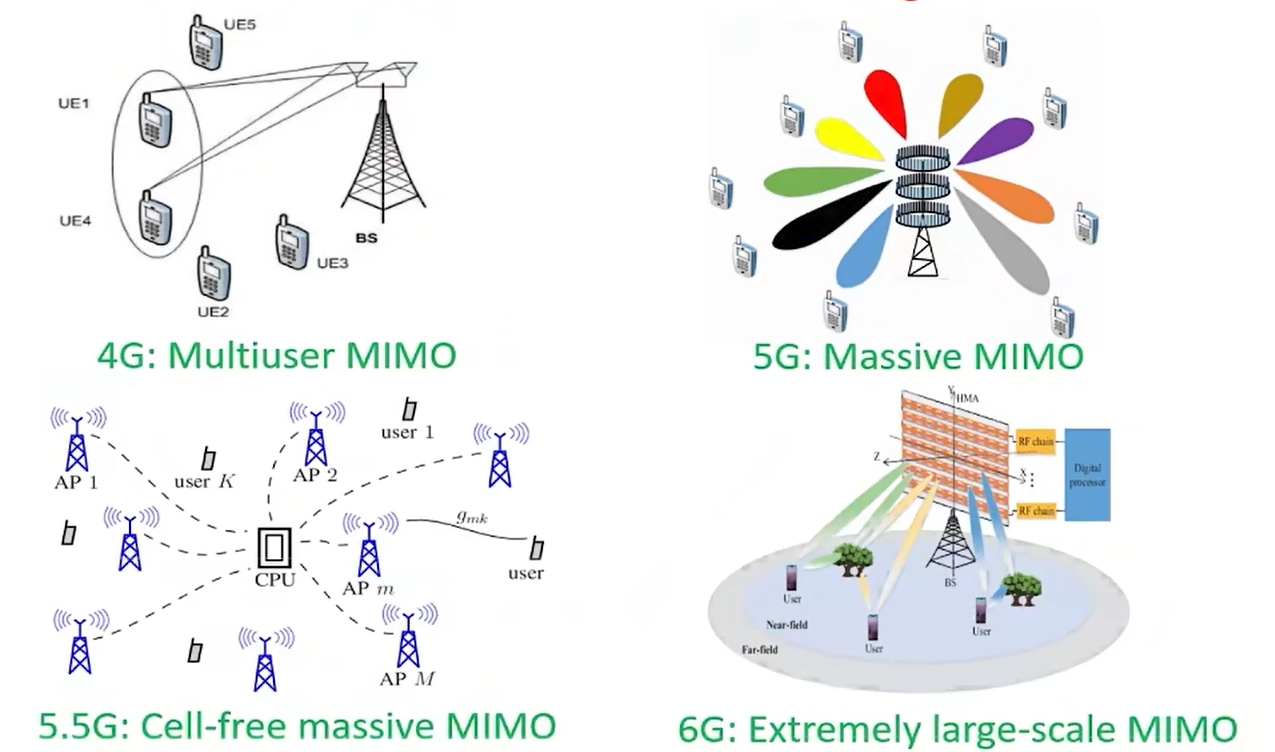 UE5
UE1
UE4
BS
UE3
UE2
4G: Multiuser MIMO
5G: Massive MIMO
AP 1
user K
AP 2
user 1
g_{mk}
CPU
AP m
user
AP M
5.5G: Cell-free massive MIMO
Y
HMA
Z
X
RF chain
Digital
processor
RF chain
BS
User
User
User
Near-field
Far-field
6G: Extremely large-scale MIMO